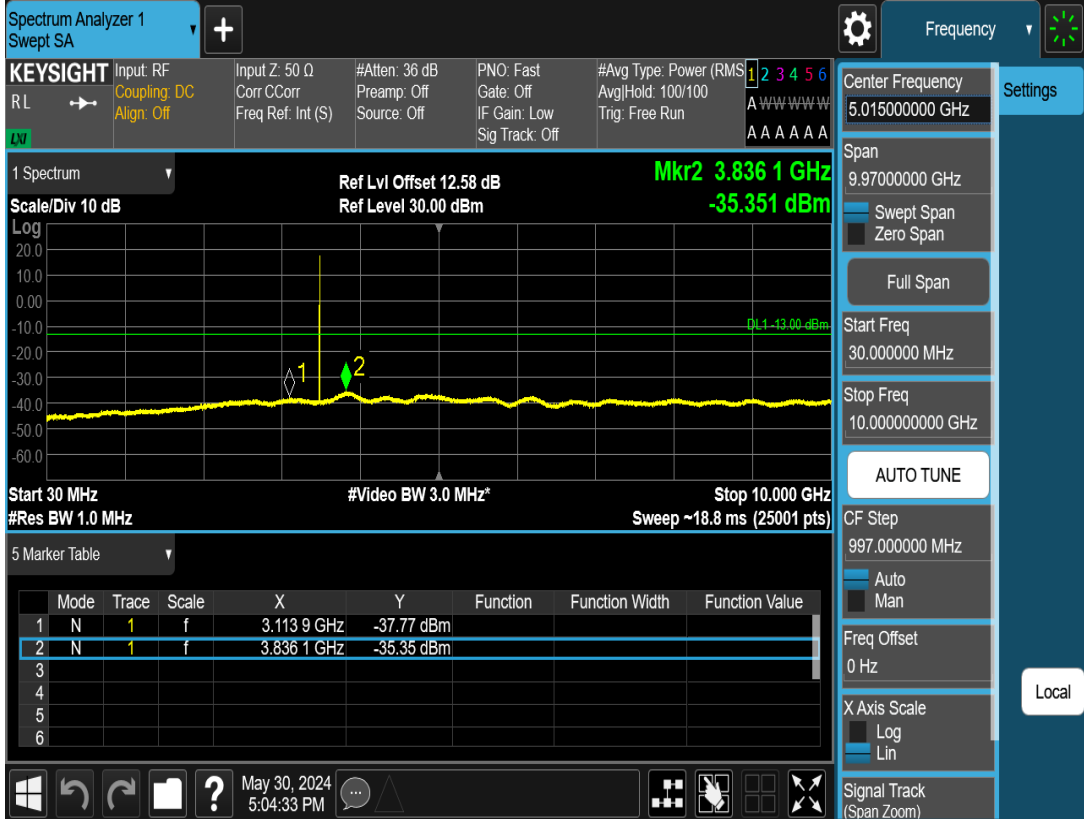 Spectrum Analyzer 1
Swept SA
+
Frequency
KEYSIGHT
RL
LXI
Input: RF
Coupling: DC
Align: Off
Input Z: 50 Ω
Corr CCorr
Freq Ref: Int (S)
#Atten: 36 dB
Preamp: Off
Source: Off
PNO: Fast
Gate: Off
IF Gain: Low
Sig Track: Off
#Avg Type: Power (RMS
Avg|Hold: 100/100
Trig: Free Run
1 2 3 4 5 6
A W W W W W
A A A A A A
1 Spectrum
Scale/Div 10 dB
Ref Lvl Offset 12.58 dB
Ref Level 30.00 dBm
Mkr2 3.836 1 GHz
-35.351 dBm
Log
20.0
10.0
0.00
-10.0
-20.0
-30.0
-40.0
-50.0
-60.0
DL1 -13.00 dBm
1
2
Start 30 MHz
#Video BW 3.0 MHz*
Stop 10.000 GHz
#Res BW 1.0 MHz
Sweep ~18.8 ms (25001 pts)
5 Marker Table
Mode Trace Scale X Y Function Function Width Function Value
1 N 1 f 3.113 9 GHz -37.77 dBm
2 N 1 f 3.836 1 GHz -35.35 dBm
3
4
5
6
?
May 30, 2024
5:04:33 PM
Center Frequency
5.015000000 GHz
Settings
Span
9.97000000 GHz
Swept Span
Zero Span
Full Span
Start Freq
30.000000 MHz
Stop Freq
10.000000000 GHz
AUTO TUNE
CF Step
997.000000 MHz
Auto
Man
Freq Offset
0 Hz
Local
X Axis Scale
Log
Lin
Signal Track
(Span Zoom)